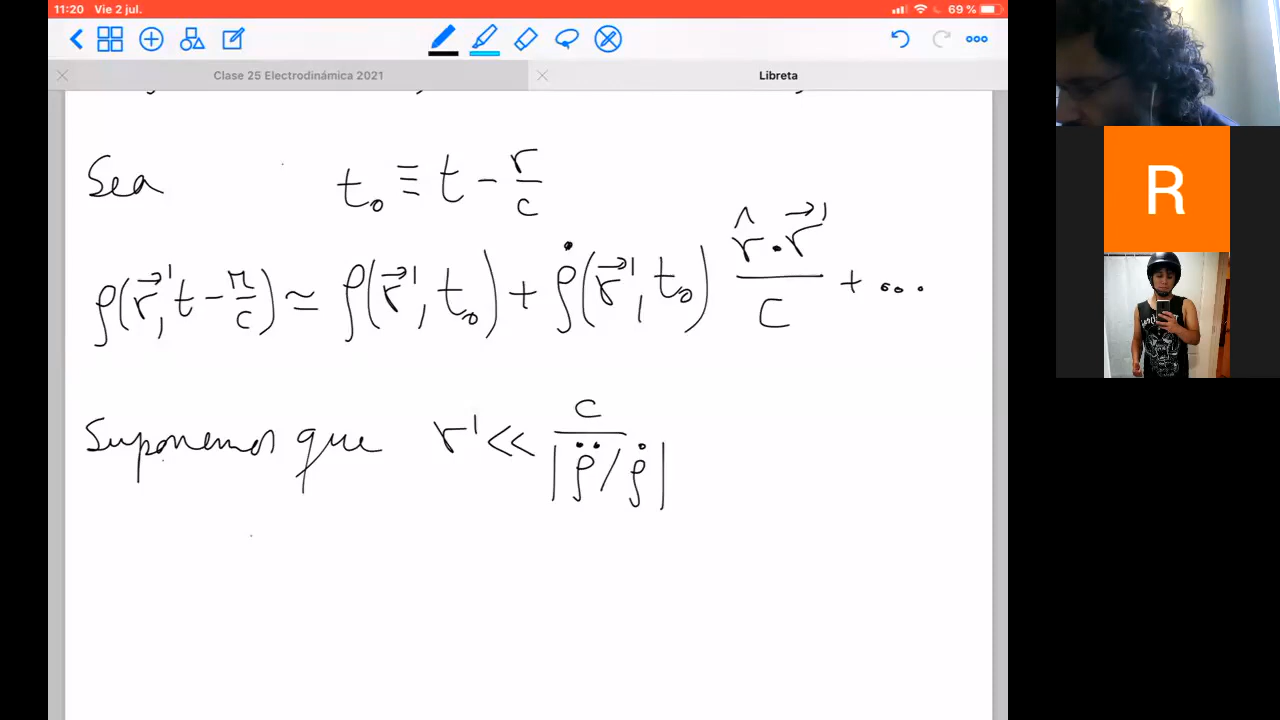 11:20 Vie 2 jul. 69 %
Clase 25 Electrodinámica 2021 Libreta
Sea t₀ ≡ t − r/c
ρ(r⃗′, t − 𝓇/c) ≃ ρ(r⃗′, t₀) + ρ̇(r⃗′, t₀) (r̂ · r⃗′)/c + ...
Suponemos que r′ << c/|ρ̈/ρ̇|
R